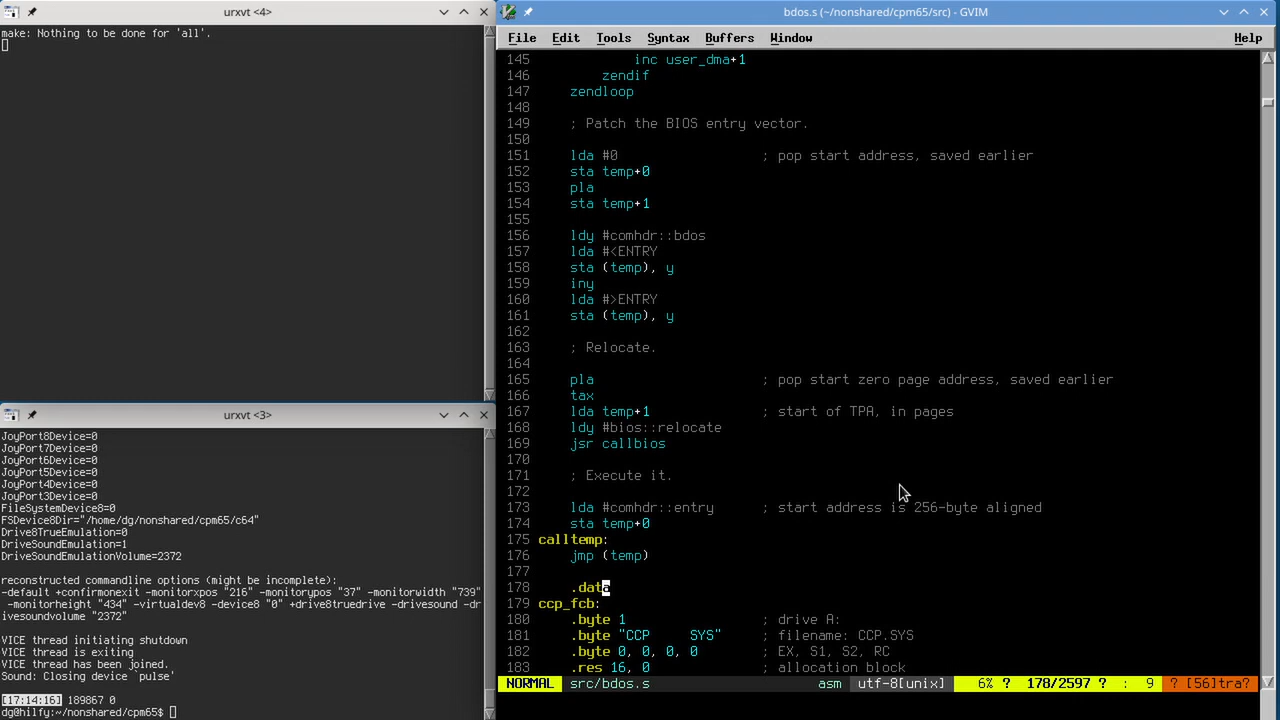 urxvt <4>
make: Nothing to be done for 'all'.
urxvt <3>
JoyPort8Device=0
JoyPort7Device=0
JoyPort6Device=0
JoyPort5Device=0
JoyPort4Device=0
JoyPort3Device=0
FileSystemDevice8=0
FSDevice8Dir="/home/dg/nonshared/cpm65/c64"
Drive8TrueEmulation=0
DriveSoundEmulation=1
DriveSoundEmulationVolume=2372
reconstructed commandline options (might be incomplete):
-default +confirmonexit -monitorxpos "216" -monitorypos "37" -monitorwidth "739"
-monitorheight "434" -virtualdev8 -device8 "0" +drive8truedrive -drivesound -dr
ivesoundvolume "2372"
VICE thread initiating shutdown
VICE thread is exiting
VICE thread has been joined.
Sound: Closing device `pulse'
[17:14:16] 189867 0
dg@hilfy:~/nonshared/cpm65$
bdos.s (~/nonshared/cpm65/src) - GVIM
File Edit Tools Syntax Buffers Window Help
145 inc user_dma+1
146 zendif
147 zendloop
148
149 ; Patch the BIOS entry vector.
150
151 lda #0 ; pop start address, saved earlier
152 sta temp+0
153 pla
154 sta temp+1
155
156 ldy #comhdr::bdos
157 lda #<ENTRY
158 sta (temp), y
159 iny
160 lda #>ENTRY
161 sta (temp), y
162
163 ; Relocate.
164
165 pla ; pop start zero page address, saved earlier
166 tax
167 lda temp+1 ; start of TPA, in pages
168 ldy #bios::relocate
169 jsr callbios
170
171 ; Execute it.
172
173 lda #comhdr::entry ; start address is 256-byte aligned
174 sta temp+0
175 calltemp:
176 jmp (temp)
177
178 .data
179 ccp_fcb:
180 .byte 1 ; drive A:
181 .byte "CCP     SYS" ; filename: CCP.SYS
182 .byte 0, 0, 0, 0 ; EX, S1, S2, RC
183 .res 16, 0 ; allocation block
NORMAL src/bdos.s asm utf-8[unix] 6% ? 178/2597 ? : 9 ? [56]tra?